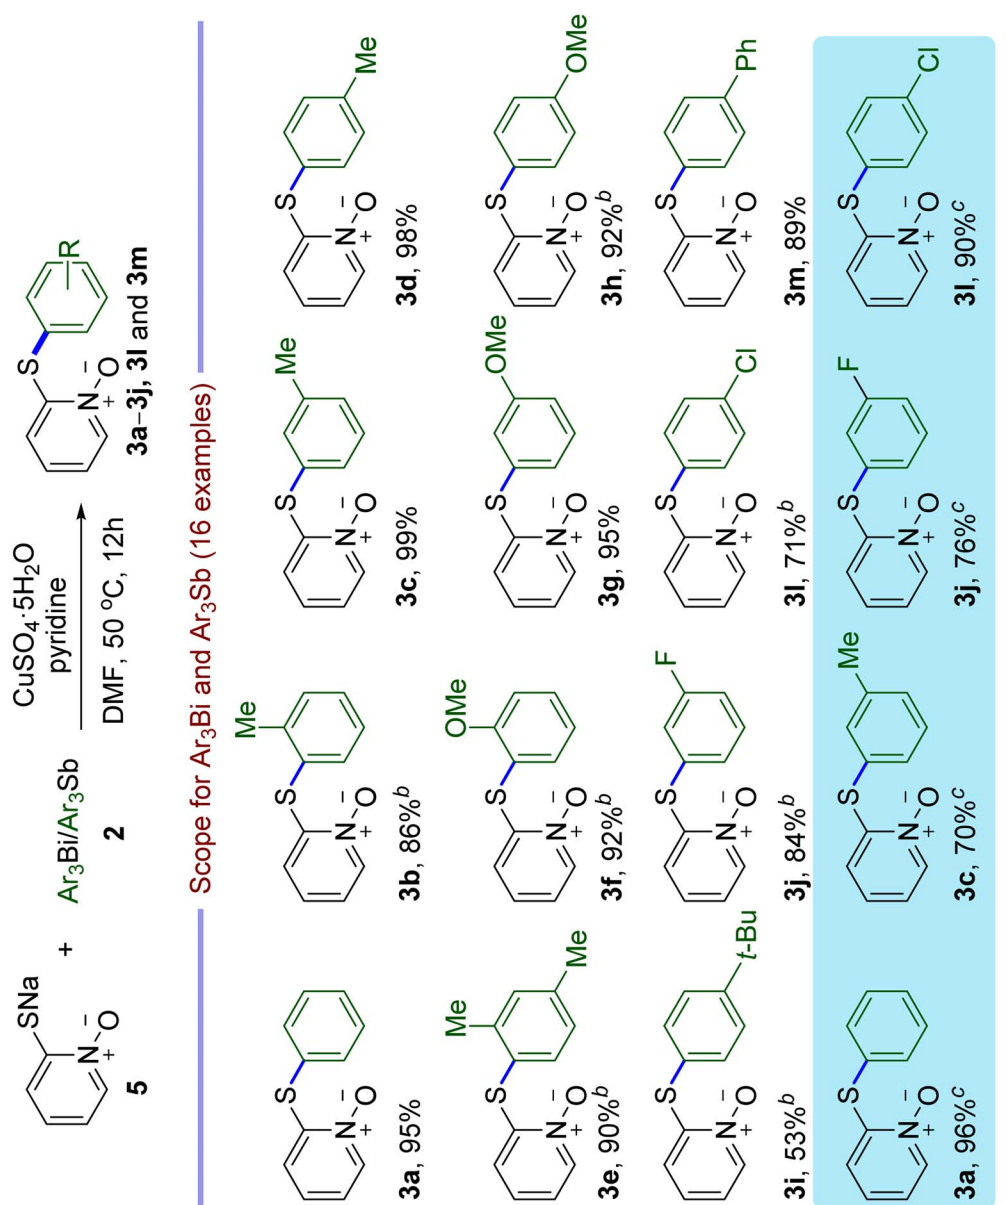 SNa
N
+
O
−
5
+
Ar₃Bi/Ar₃Sb
2
CuSO₄·5H₂O
pyridine
DMF, 50 °C, 12h
S
R
N
+
O
−
3a−3j, 3l and 3m
Scope for Ar₃Bi and Ar₃Sb (16 examples)
S
N
+
O
−
3a, 95%
Me
S
N
+
O
−
3b, 86%ᵇ
Me
S
N
+
O
−
3c, 99%
Me
S
N
+
O
−
3d, 98%
Me
Me
S
N
+
O
−
3e, 90%ᵇ
OMe
S
N
+
O
−
3f, 92%ᵇ
OMe
S
N
+
O
−
3g, 95%
OMe
S
N
+
O
−
3h, 92%ᵇ
t-Bu
S
N
+
O
−
3i, 53%ᵇ
F
S
N
+
O
−
3j, 84%ᵇ
Cl
S
N
+
O
−
3l, 71%ᵇ
Ph
S
N
+
O
−
3m, 89%
S
N
+
O
−
3a, 96%ᶜ
Me
S
N
+
O
−
3c, 70%ᶜ
F
S
N
+
O
−
3j, 76%ᶜ
Cl
S
N
+
O
−
3l, 90%ᶜ